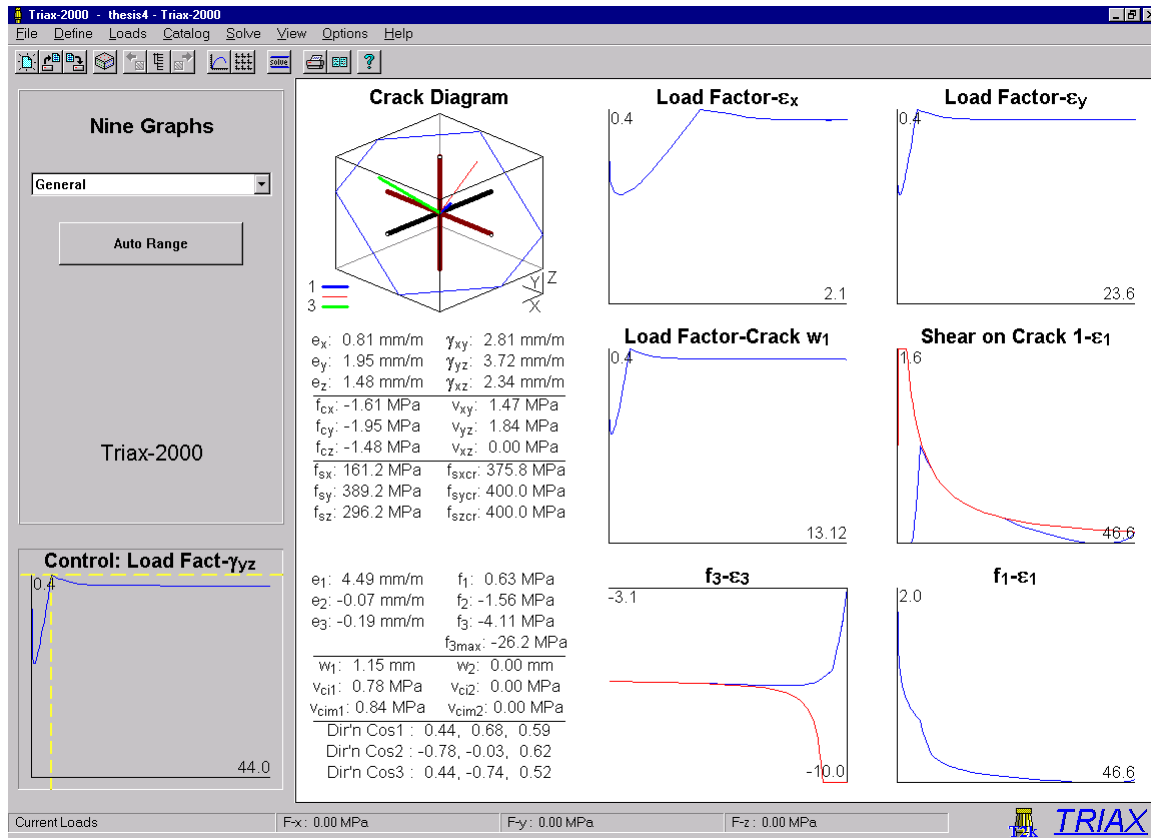 Triax-2000 - thesis4 - Triax-2000
File Define Loads Catalog Solve View Options Help
solve
?
Nine Graphs
General
Auto Range
Triax-2000
Control: Load Fact-γyz
0.4
44.0
Crack Diagram
1
3
Y Z
X
ex: 0.81 mm/m γxy: 2.81 mm/m
ey: 1.95 mm/m γyz: 3.72 mm/m
ez: 1.48 mm/m γxz: 2.34 mm/m
fcx: -1.61 MPa vxy: 1.47 MPa
fcy: -1.95 MPa vyz: 1.84 MPa
fcz: -1.48 MPa vxz: 0.00 MPa
fsx: 161.2 MPa fsxcr: 375.8 MPa
fsy: 389.2 MPa fsycr: 400.0 MPa
fsz: 296.2 MPa fszcr: 400.0 MPa
e1: 4.49 mm/m f1: 0.63 MPa
e2: -0.07 mm/m f2: -1.56 MPa
e3: -0.19 mm/m f3: -4.11 MPa
f3max: -26.2 MPa
w1: 1.15 mm w2: 0.00 mm
vci1: 0.78 MPa vci2: 0.00 MPa
vcim1: 0.84 MPa vcim2: 0.00 MPa
Dir'n Cos1 : 0.44, 0.68, 0.59
Dir'n Cos2 : -0.78, -0.03, 0.62
Dir'n Cos3 : 0.44, -0.74, 0.52
Load Factor-εx
0.4
2.1
Load Factor-εy
0.4
23.6
Load Factor-Crack w1
0.4
13.12
Shear on Crack 1-ε1
1.6
46.6
f3-ε3
-3.1
-10.0
f1-ε1
2.0
46.6
Current Loads F-x : 0.00 MPa F-y : 0.00 MPa F-z : 0.00 MPa
T2k TRIAX